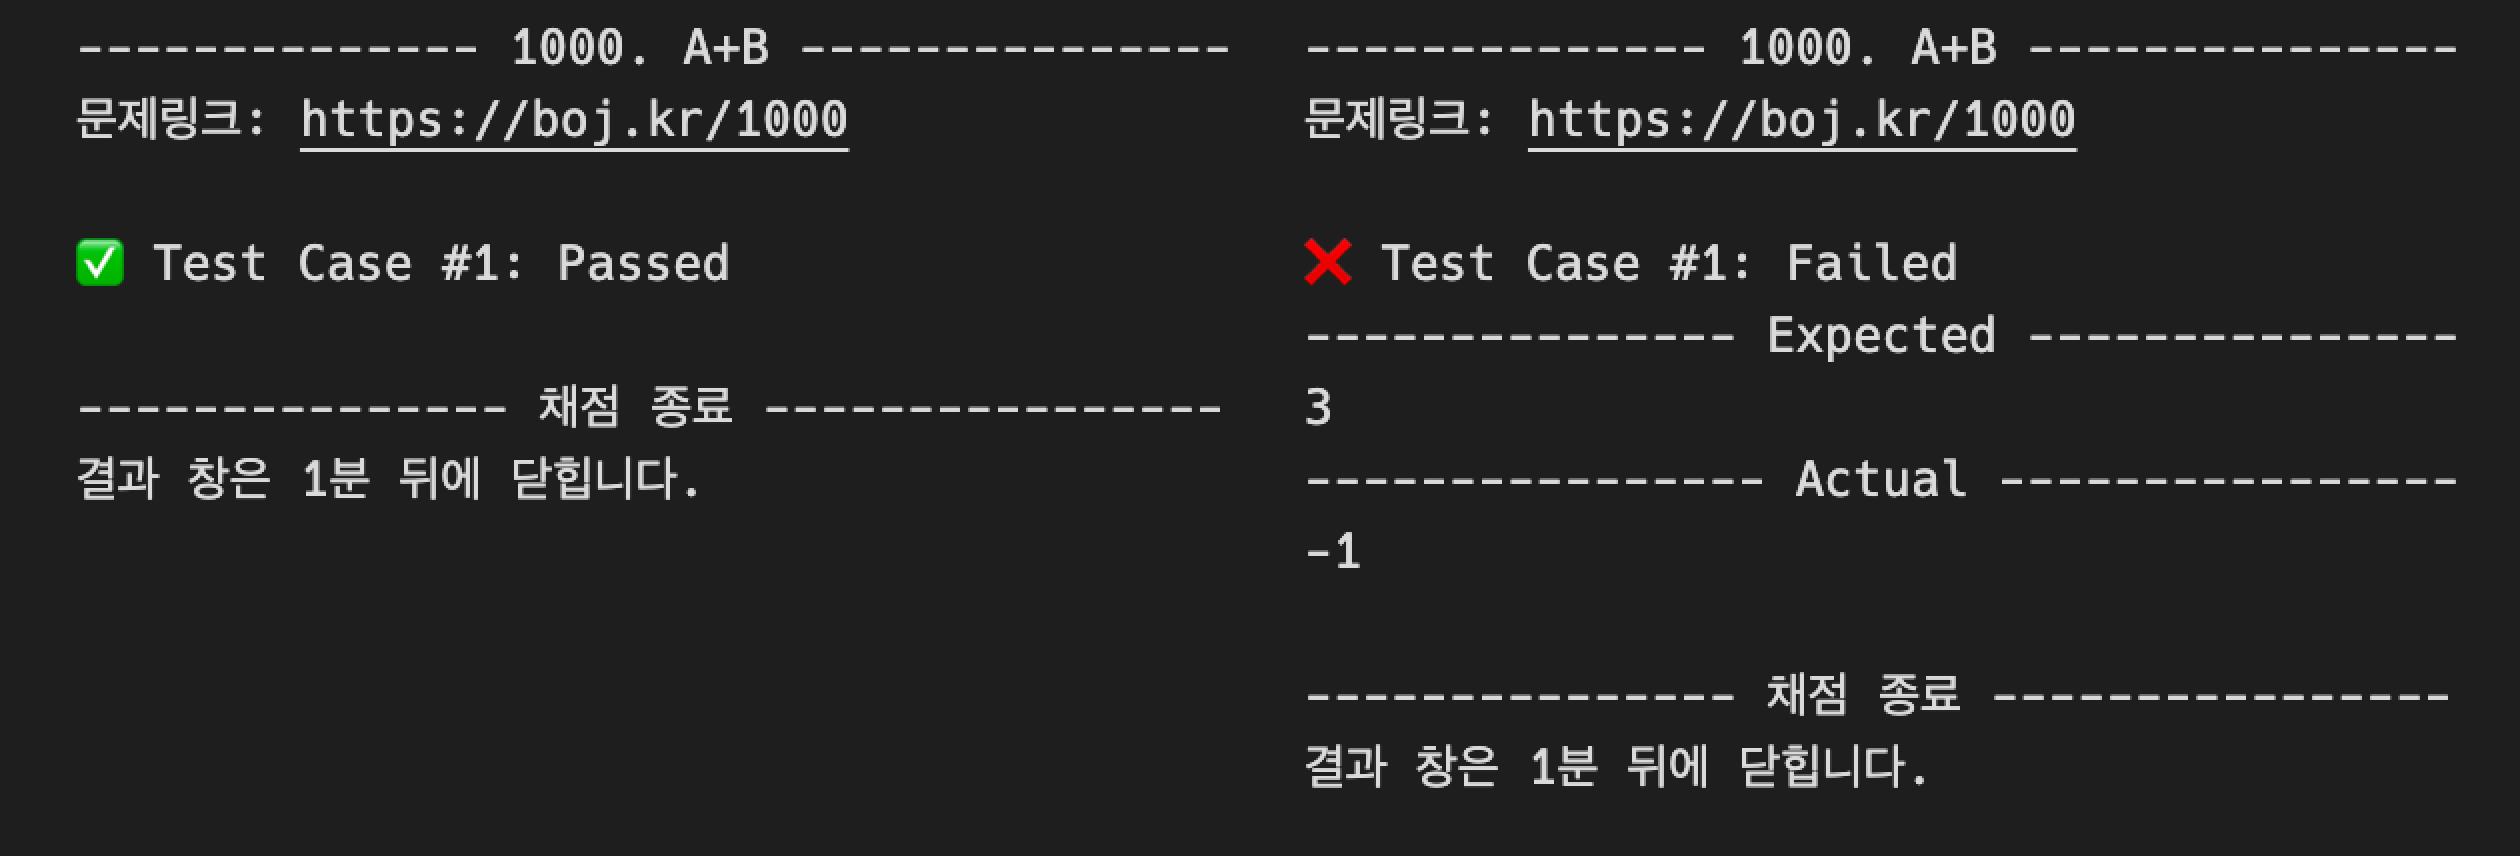 -------------- 1000. A+B ---------------
문제링크: https://boj.kr/1000
✅ Test Case #1: Passed
--------------- 채점 종료 ----------------
결과 창은 1분 뒤에 닫힙니다.
-------------- 1000. A+B ---------------
문제링크: https://boj.kr/1000
❌ Test Case #1: Failed
--------------- Expected ---------------
3
---------------- Actual ----------------
-1
--------------- 채점 종료 ----------------
결과 창은 1분 뒤에 닫힙니다.